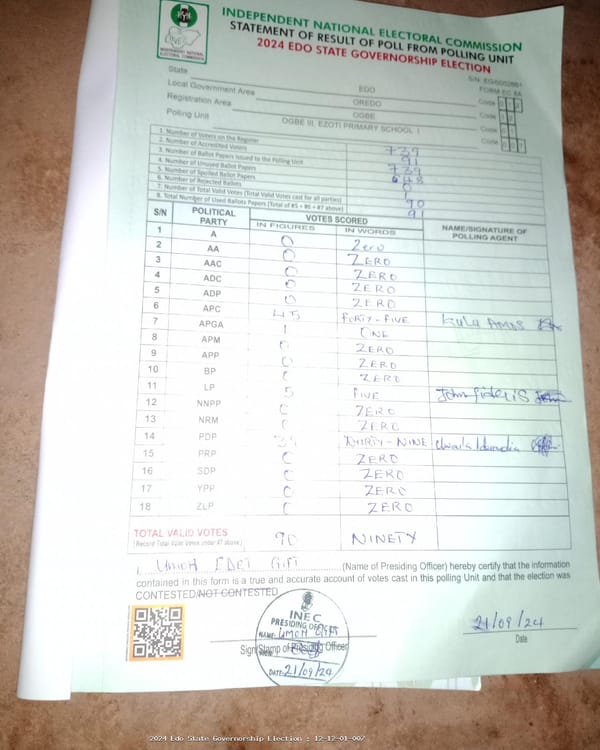 INDEPENDENT NATIONAL ELECTORAL COMMISSION
STATEMENT OF RESULT OF POLL FROM POLLING UNIT
2024 EDO STATE GOVERNORSHIP ELECTION
INEC
INDEPENDENT NATIONAL ELECTORAL COMMISSION
FORM EC 8A
State EDO Code
Local Government Area OREDO Code
Registration Area OGBE Code
Polling Unit OGBE III, EZOTI PRIMARY SCHOOL I Code
1. Number of Voters on the Register 739
2. Number of Accredited Voters 91
3. Number of Ballot Papers Issued to the Polling Unit 739
4. Number of Unused Ballot Papers 648
5. Number of Spoiled Ballot Papers 0
6. Number of Rejected Ballots 1
7. Number of Total Valid Votes (Total Valid Votes cast for all parties) 90
8. Total Number of Used Ballots Papers (Total of #5 + #6 + #7 above) 91
S/N POLITICAL PARTY VOTES SCORED NAME/SIGNATURE OF POLLING AGENT
IN FIGURES IN WORDS
1 A 0 Zero
2 AA 0 ZERO
3 AAC 0 ZERO
4 ADC 0 ZERO
5 ADP 0 ZERO
6 APC 45 FORTY-FIVE
7 APGA 1 ONE
8 APM 0 ZERO
9 APP 0 ZERO
10 BP 0 ZERO
11 LP 5 FIVE John
12 NNPP 0 ZERO
13 NRM 0 ZERO
14 PDP 39 THIRTY-NINE
15 PRP 0 ZERO
16 SDP 0 ZERO
17 YPP 0 ZERO
18 ZLP 0 ZERO
TOTAL VALID VOTES 90 NINETY
(Record Total Valid Votes under #7 above)
I, UMOH EDET GIFT (Name of Presiding Officer) hereby certify that the information
contained in this form is a true and accurate account of votes cast in this polling Unit and that the election was
CONTESTED/NOT CONTESTED
INEC
PRESIDING OFFICER
NAME: UMOH GIFT
Sign/Stamp of Presiding Officer
DATE: 21/09/24
21/09/24
Date
2024 Edo State Governorship Election : 12-12-01-007